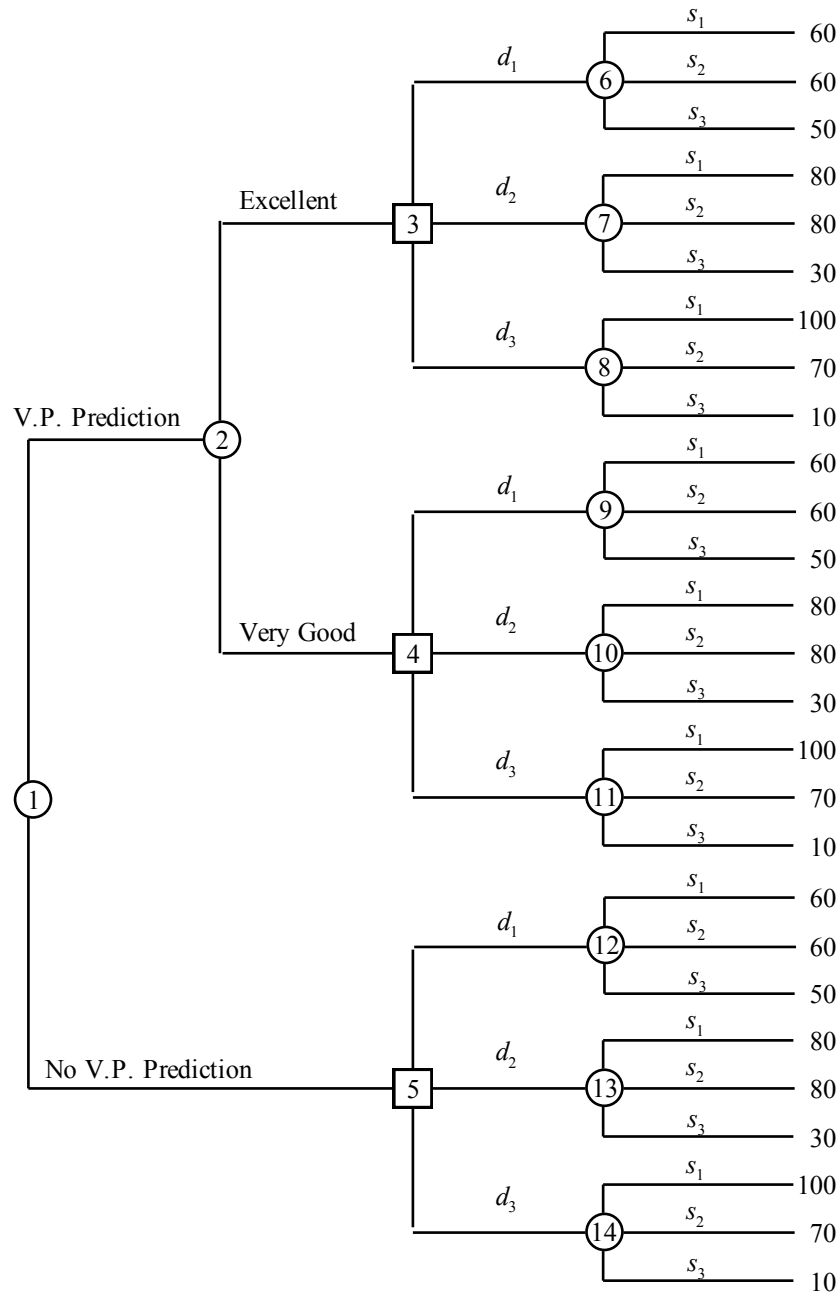 s₁ 60
d₁ 6 s₂ 60
s₃ 50
s₁ 80
Excellent 3 d₂ 7 s₂ 80
s₃ 30
s₁ 100
d₃ 8 s₂ 70
s₃ 10
V.P. Prediction 2
s₁ 60
d₁ 9 s₂ 60
s₃ 50
s₁ 80
Very Good 4 d₂ 10 s₂ 80
s₃ 30
s₁ 100
1 d₃ 11 s₂ 70
s₃ 10
s₁ 60
d₁ 12 s₂ 60
s₃ 50
s₁ 80
No V.P. Prediction 5 d₂ 13 s₂ 80
s₃ 30
s₁ 100
d₃ 14 s₂ 70
s₃ 10